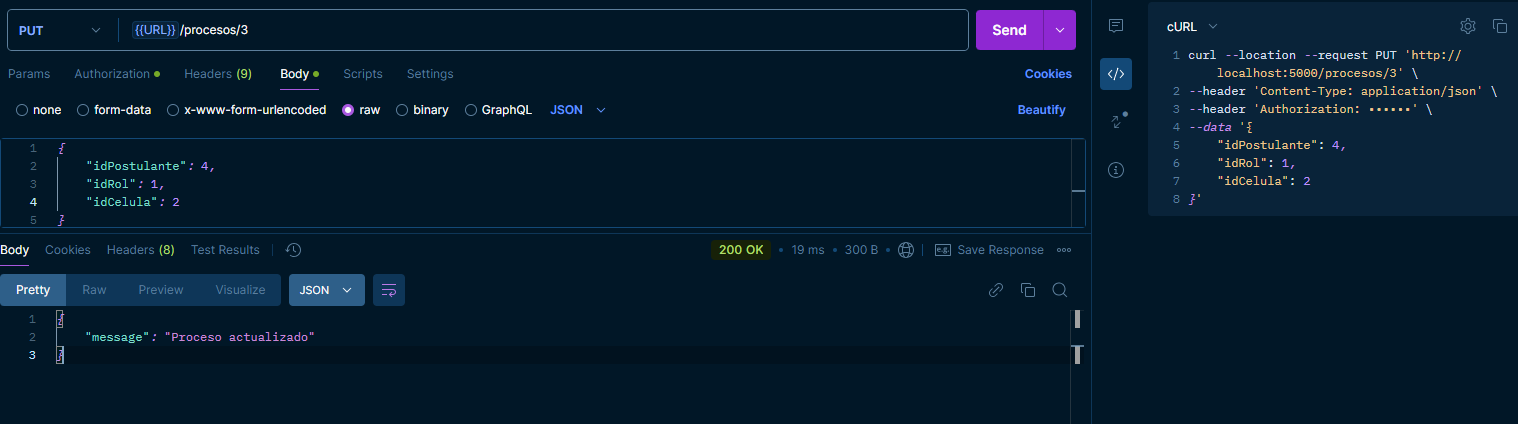 PUT {{URL}}/procesos/3 Send
Params Authorization Headers (9) Body Scripts Settings Cookies
none form-data x-www-form-urlencoded raw binary GraphQL JSON Beautify
1 {
2 "idPostulante": 4,
3 "idRol": 1,
4 "idCelula": 2
5 }
Body Cookies Headers (8) Test Results 200 OK • 19 ms • 300 B • e.g. Save Response
Pretty Raw Preview Visualize JSON
1 {
2 "message": "Proceso actualizado"
3 }
cURL
1 curl --location --request PUT 'http://
localhost:5000/procesos/3' \
2 --header 'Content-Type: application/json' \
3 --header 'Authorization: ••••••' \
4 --data '{
5 "idPostulante": 4,
6 "idRol": 1,
7 "idCelula": 2
8 }'